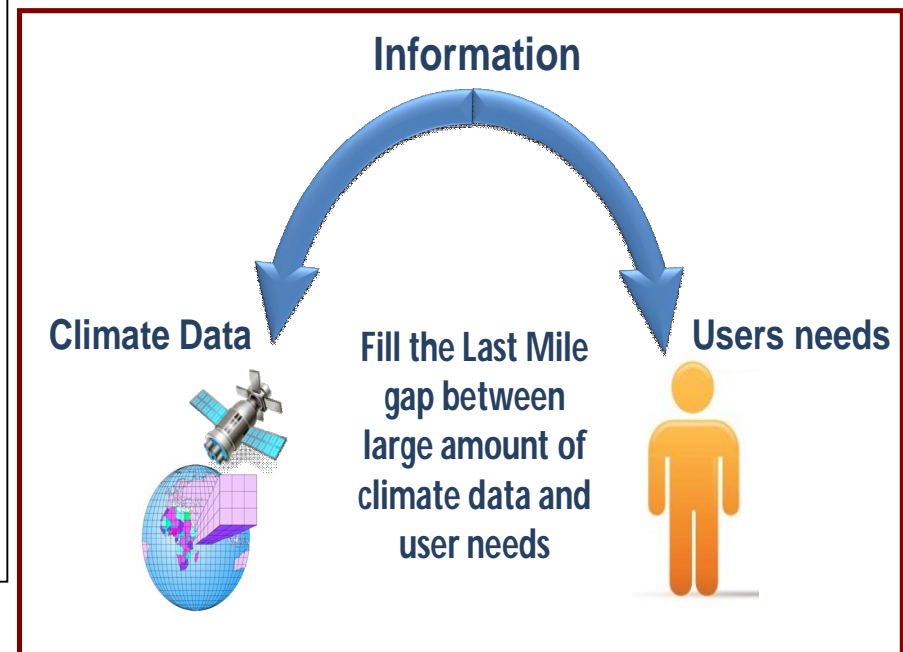 Information
Climate Data
Users needs
Fill the Last Mile
gap between
large amount of
climate data and
user needs